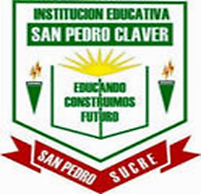 INSTITUCION EDUCATIVA
SAN PEDRO CLAVER
EDUCANDO
CONSTRUIMOS
FUTURO
SAN PEDRO SUCRE